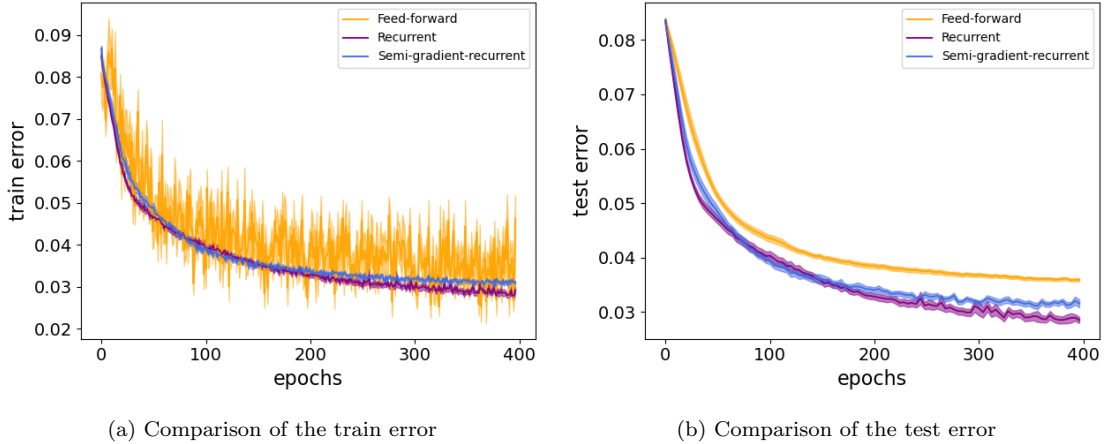 0.09
0.08
0.07
0.06
0.05
0.04
0.03
0.02
train error
0
100
200
300
400
epochs
Feed-forward
Recurrent
Semi-gradient-recurrent
(a) Comparison of the train error
0.08
0.07
0.06
0.05
0.04
0.03
test error
0
100
200
300
400
epochs
Feed-forward
Recurrent
Semi-gradient-recurrent
(b) Comparison of the test error